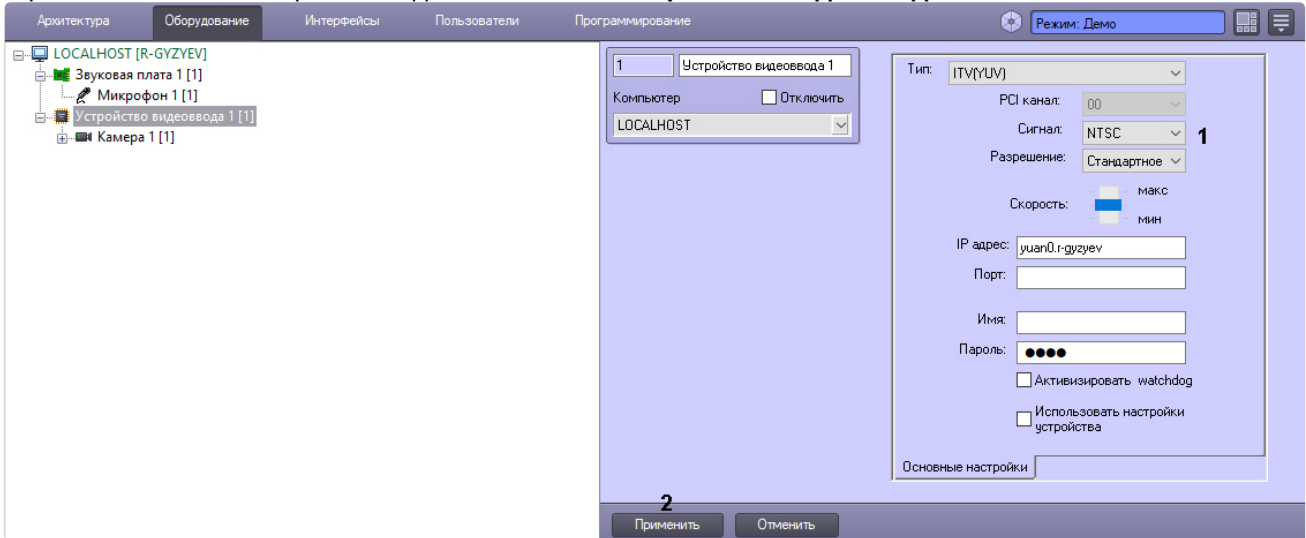 Архитектура Оборудование Интерфейсы Пользователи Программирование Режим: Демо
LOCALHOST [R-GYZYEV]
Звуковая плата 1 [1]
Микрофон 1 [1]
Устройство видеоввода 1 [1]
Камера 1 [1]
1 Устройство видеоввода 1
Компьютер Отключить
LOCALHOST
Тип: ITV(YUV)
PCI канал: 00
Сигнал: NTSC 1
Разрешение: Стандартное
макс
Скорость:
мин
IP адрес: yuan0.r-gyzyev
Порт:
Имя:
Пароль: ●●●●
Активизировать watchdog
Использовать настройки
устройства
Основные настройки
2
Применить Отменить